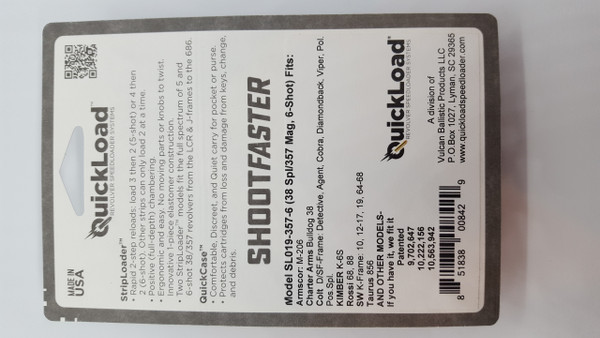 MADE IN
USA
QuickLoad™
REVOLVER SPEEDLOADER SYSTEMS
StripLoader™
• Rapid 2-step reloads: load 3 then 2 (5-shot) or 4 then
2 (6-shot). Other strips can only load 2 at a time.
• Positive (full-depth) chambering.
• Ergonomic and easy. No moving parts or knobs to twist.
Innovative 1-piece elastomer construction.
• Two StripLoader™ models fit the full spectrum of 5 and
6-shot 38/357 revolvers from the LCR & J-frames to the 686.
QuickCase™
• Comfortable, Discreet, and Quiet carry for pocket or purse.
• Protects cartridges from loss and damage from keys, change,
and debris.
SHOOTFASTER
Model SL019-357-6 (38 Spl/357 Mag, 6-Shot) Fits:
Armscor: M-206
Charter Arms Bulldog 38
Colt D/SF-Frame: Detective, Agent, Cobra, Diamondback, Viper, Pol.
Pos.Spl.
KIMBER K-6S
Rossi 68, 88
SW K-Frame: 10, 12-17, 19, 64-68
Taurus 856
AND OTHER MODELS-
If you have it, we fit it
Patented
9,702,647
10,222,156
10,663,942
8 51838 00842 9
QuickLoad™
REVOLVER SPEEDLOADER SYSTEMS
A division of
Vulcan Ballistic Products LLC
P.O.Box 1027, Lyman, SC 29365
www.quickloadspeedloader.com